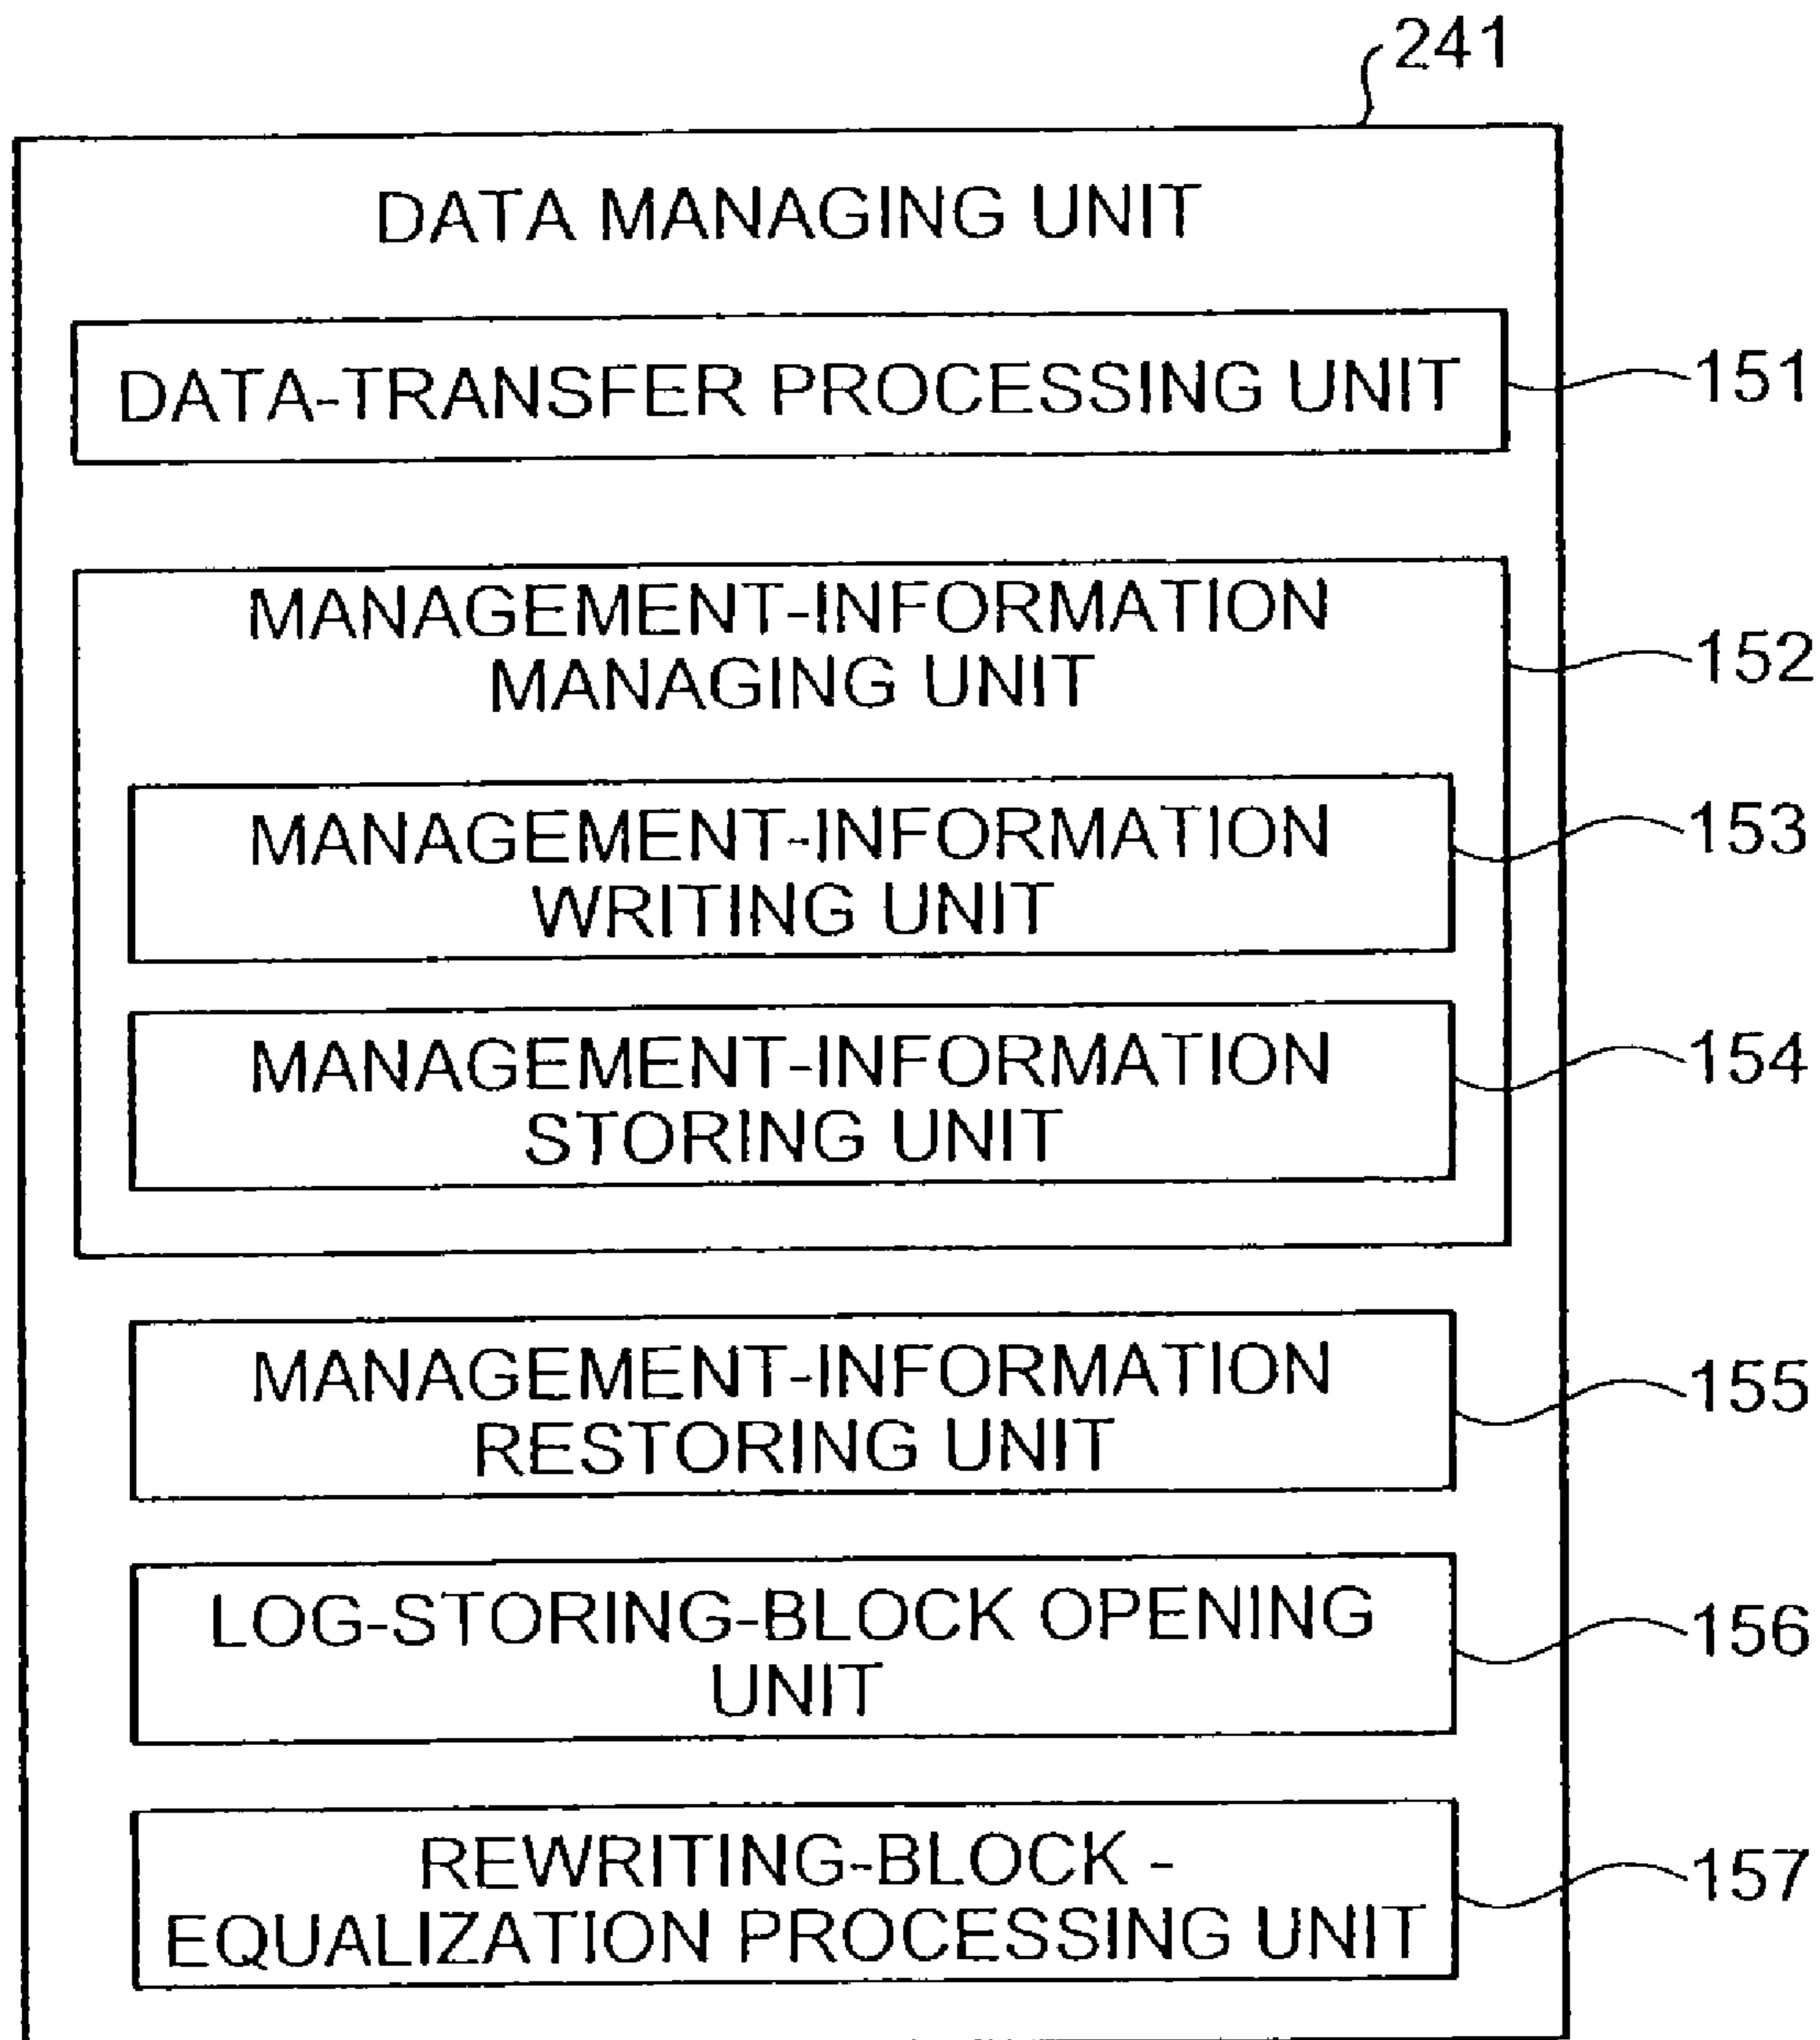 241
DATA MANAGING UNIT
DATA-TRANSFER PROCESSING UNIT
151
MANAGEMENT-INFORMATION
MANAGING UNIT
152
MANAGEMENT-INFORMATION
WRITING UNIT
153
MANAGEMENT-INFORMATION
STORING UNIT
154
MANAGEMENT-INFORMATION
RESTORING UNIT
155
LOG-STORING-BLOCK OPENING
UNIT
156
REWRITING-BLOCK -
EQUALIZATION PROCESSING UNIT
157